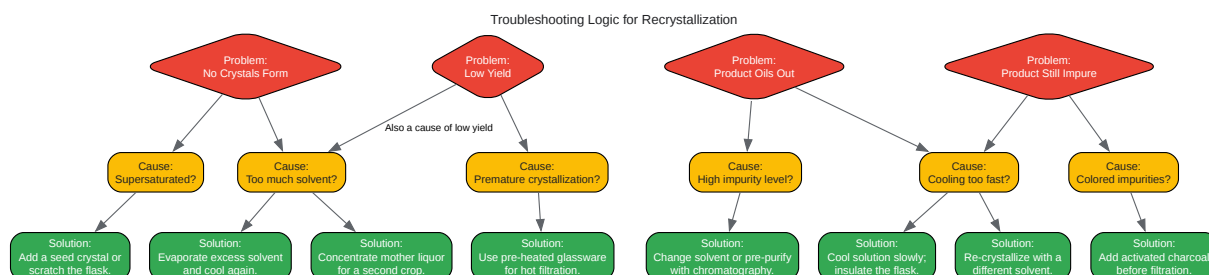 Troubleshooting Logic for Recrystallization
Problem:
No Crystals Form
Problem:
Low Yield
Problem:
Product Oils Out
Problem:
Product Still Impure
Also a cause of low yield
Cause:
Supersaturated?
Cause:
Too much solvent?
Cause:
Premature crystallization?
Cause:
High impurity level?
Cause:
Cooling too fast?
Cause:
Colored impurities?
Solution:
Add a seed crystal or
scratch the flask.
Solution:
Evaporate excess solvent
and cool again.
Solution:
Concentrate mother liquor
for a second crop.
Solution:
Use pre-heated glassware
for hot filtration.
Solution:
Change solvent or pre-purify
with chromatography.
Solution:
Cool solution slowly;
insulate the flask.
Solution:
Re-crystallize with a
different solvent.
Solution:
Add activated charcoal
before filtration.